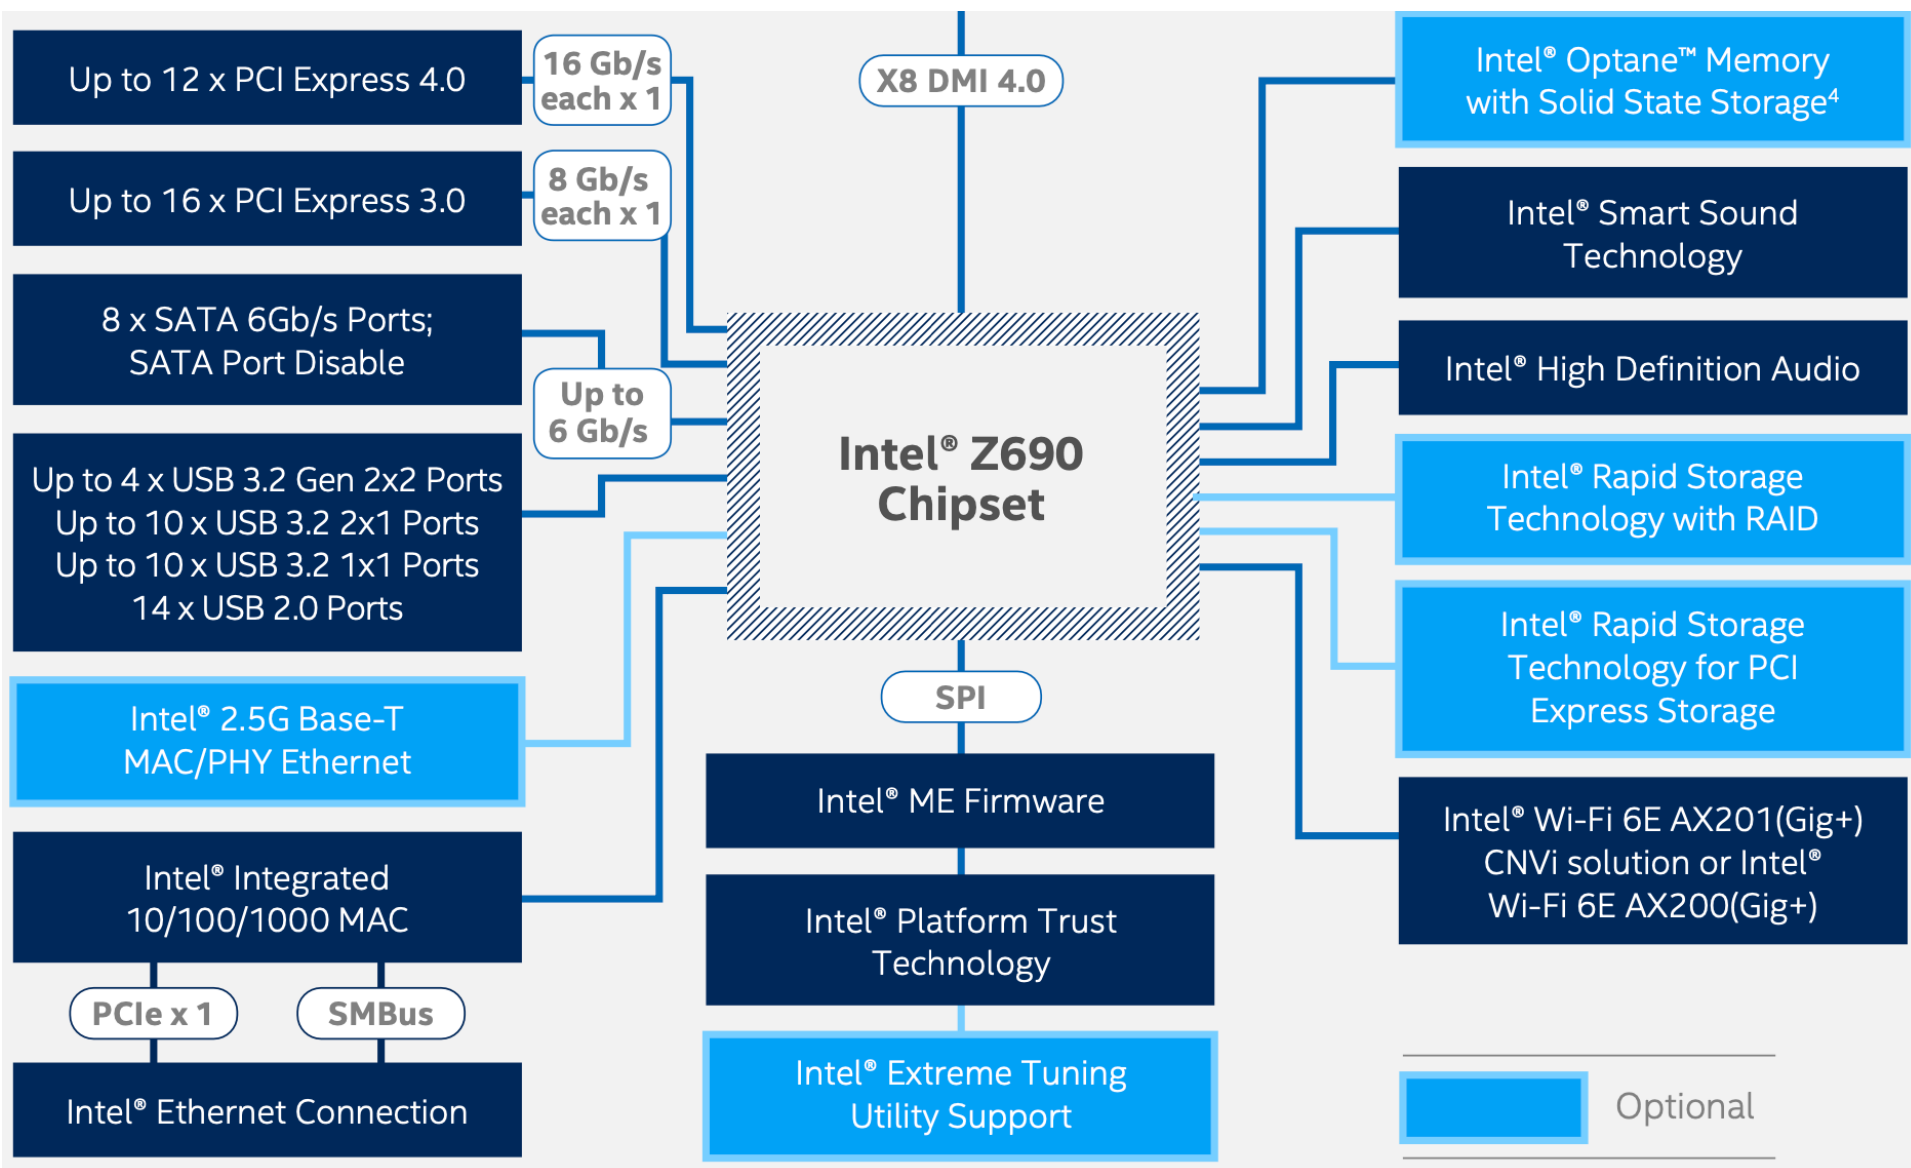 Up to 12 x PCI Express 4.0
16 Gb/s
each x 1
X8 DMI 4.0
Intel® Optane™ Memory
with Solid State Storage⁴
Up to 16 x PCI Express 3.0
8 Gb/s
each x 1
Intel® Smart Sound
Technology
8 x SATA 6Gb/s Ports;
SATA Port Disable
Up to
6 Gb/s
Intel® High Definition Audio
Intel® Z690
Chipset
Up to 4 x USB 3.2 Gen 2x2 Ports
Up to 10 x USB 3.2 2x1 Ports
Up to 10 x USB 3.2 1x1 Ports
14 x USB 2.0 Ports
Intel® Rapid Storage
Technology with RAID
Intel® Rapid Storage
Technology for PCI
Express Storage
Intel® 2.5G Base-T
MAC/PHY Ethernet
SPI
Intel® ME Firmware
Intel® Wi-Fi 6E AX201(Gig+)
CNVi solution or Intel®
Wi-Fi 6E AX200(Gig+)
Intel® Integrated
10/100/1000 MAC
Intel® Platform Trust
Technology
PCIe x 1
SMBus
Intel® Ethernet Connection
Intel® Extreme Tuning
Utility Support
Optional